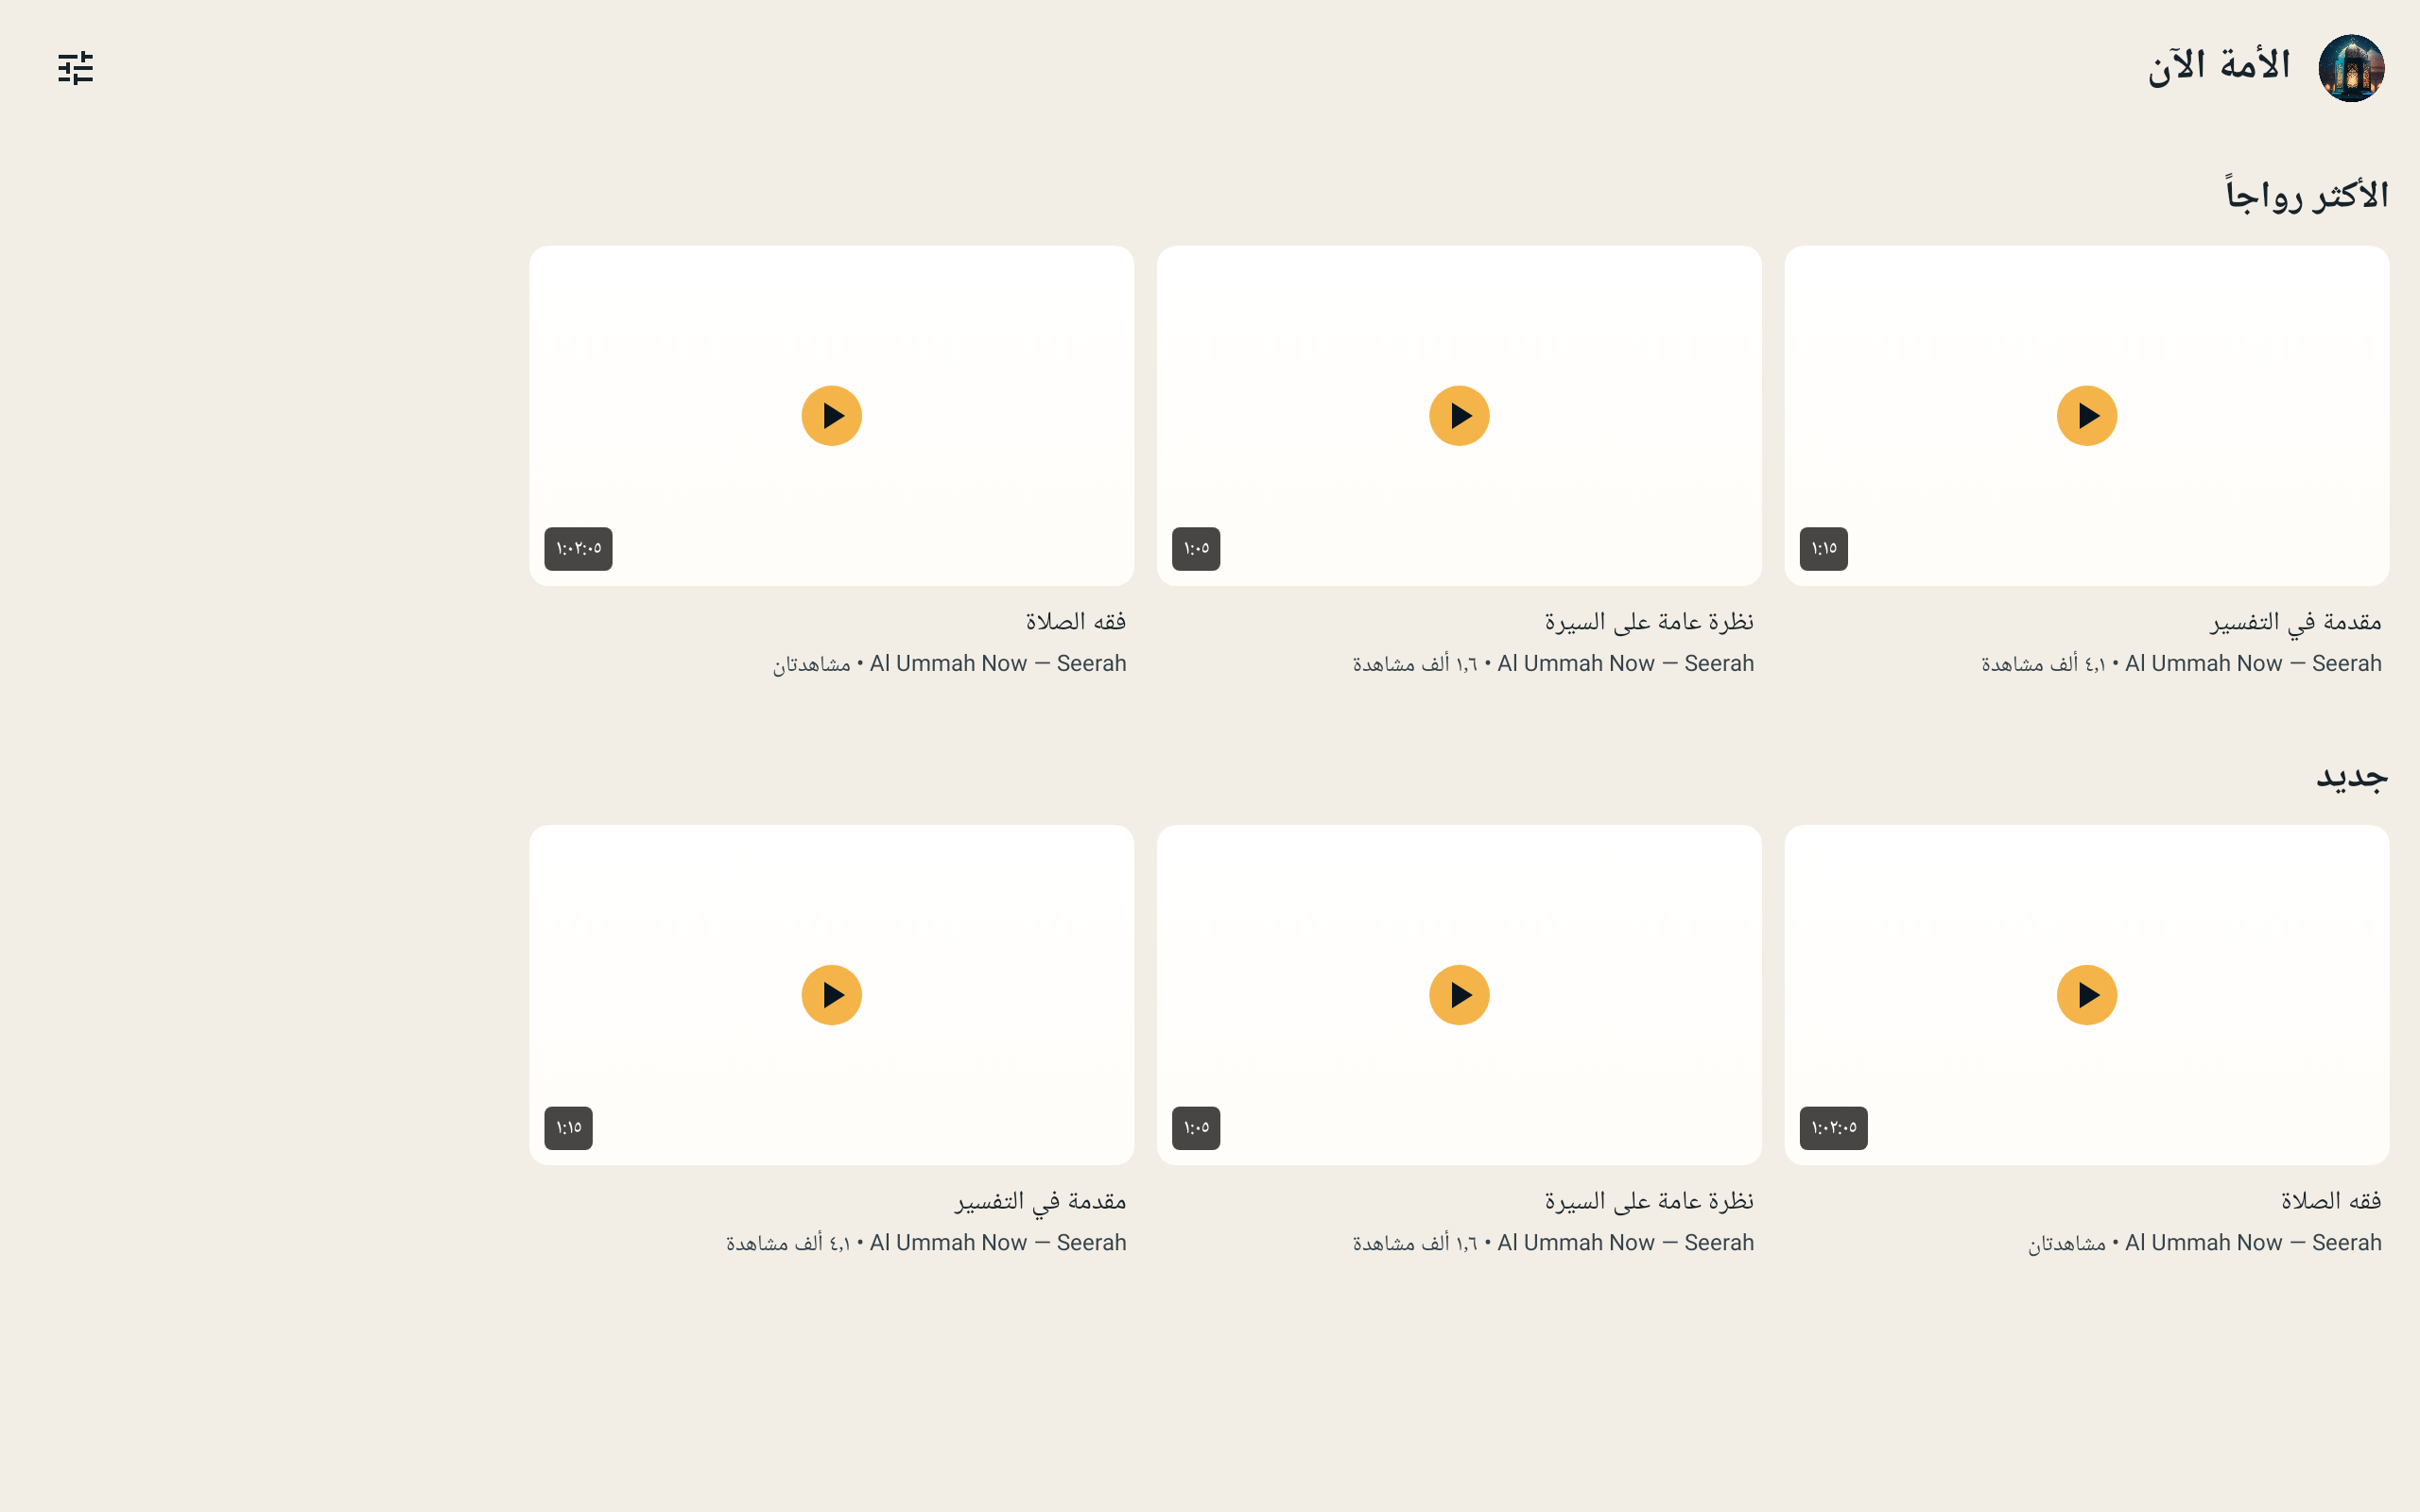 الأمة الآن
الأكثر رواجاً
١:١٥
١:٠٥
١:٠٢:٠٥
مقدمة في التفسير
Al Ummah Now — Seerah • ٤٫١ ألف مشاهدة
نظرة عامة على السيرة
Al Ummah Now — Seerah • ١٫٦ ألف مشاهدة
فقه الصلاة
Al Ummah Now — Seerah • مشاهدتان
جديد
١:٠٢:٠٥
١:٠٥
١:١٥
فقه الصلاة
Al Ummah Now — Seerah • مشاهدتان
نظرة عامة على السيرة
Al Ummah Now — Seerah • ١٫٦ ألف مشاهدة
مقدمة في التفسير
Al Ummah Now — Seerah • ٤٫١ ألف مشاهدة